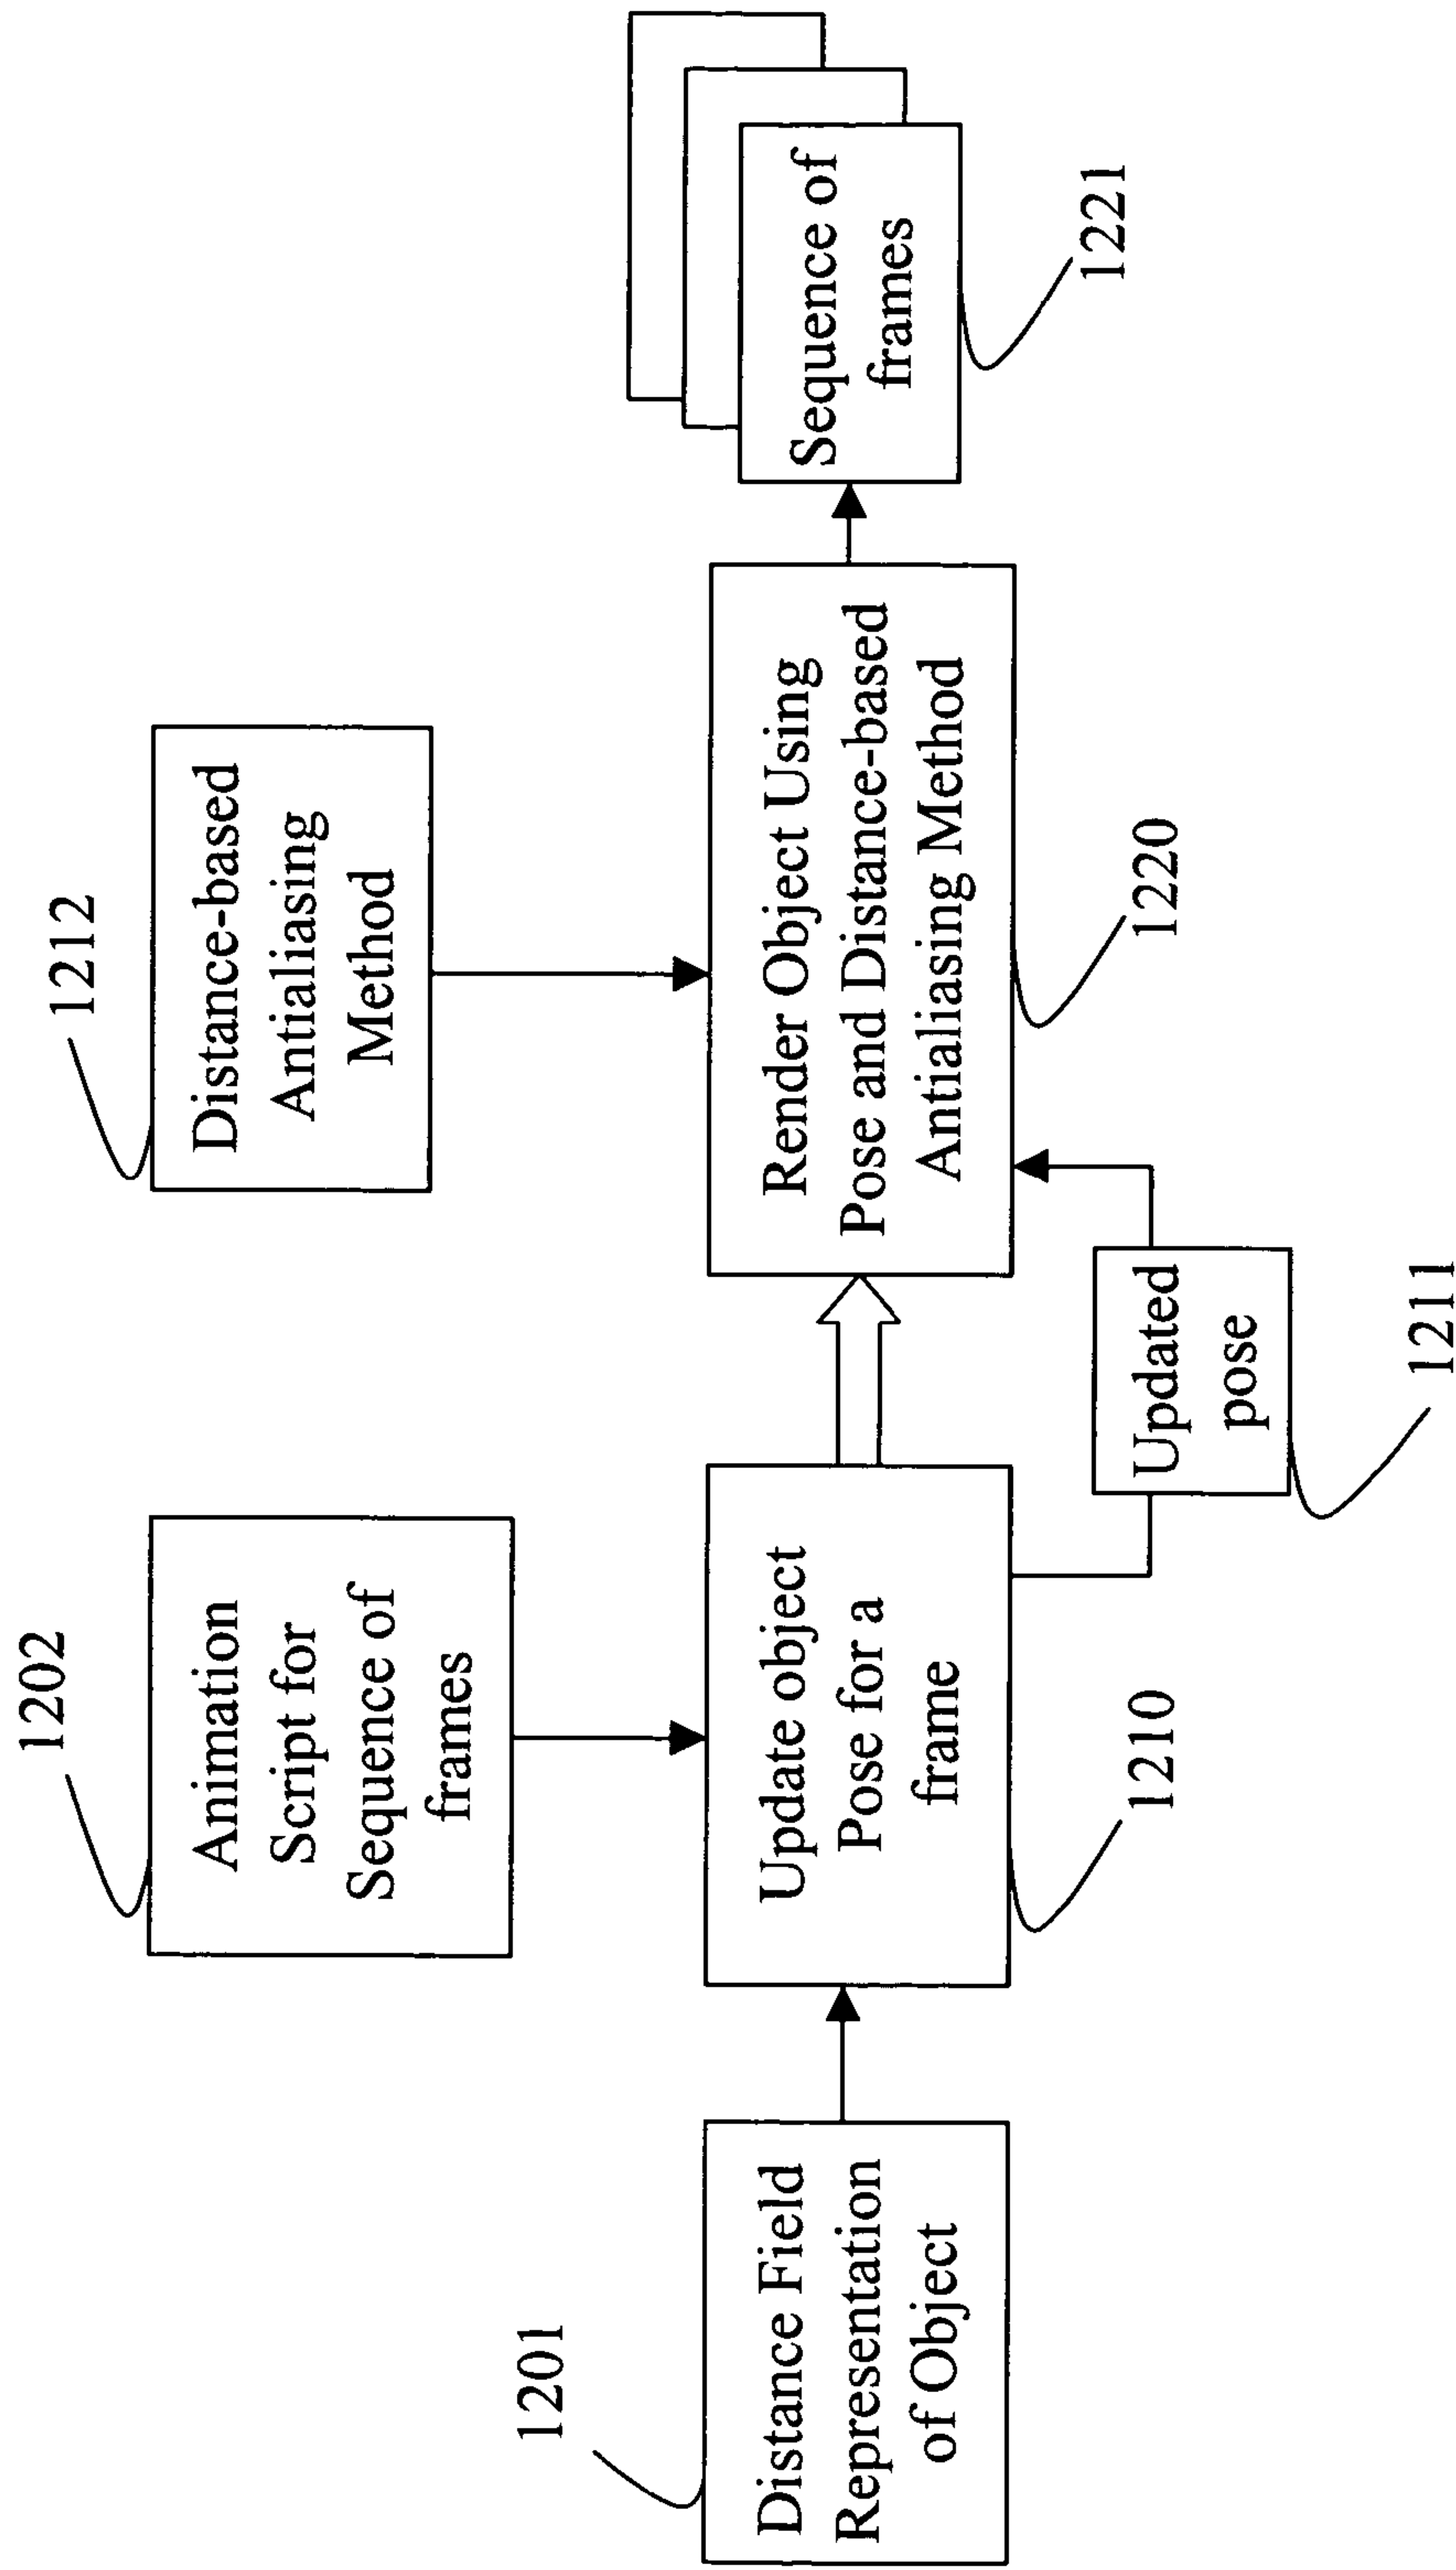 1202
Animation
Script for
Sequence of
frames
1212
Distance-based
Antialiasing
Method
1201
Distance Field
Representation
of Object
Update object
Pose for a
frame
1210
Render Object Using
Pose and Distance-based
Antialiasing Method
1220
Sequence of
frames
1221
Updated
pose
1211